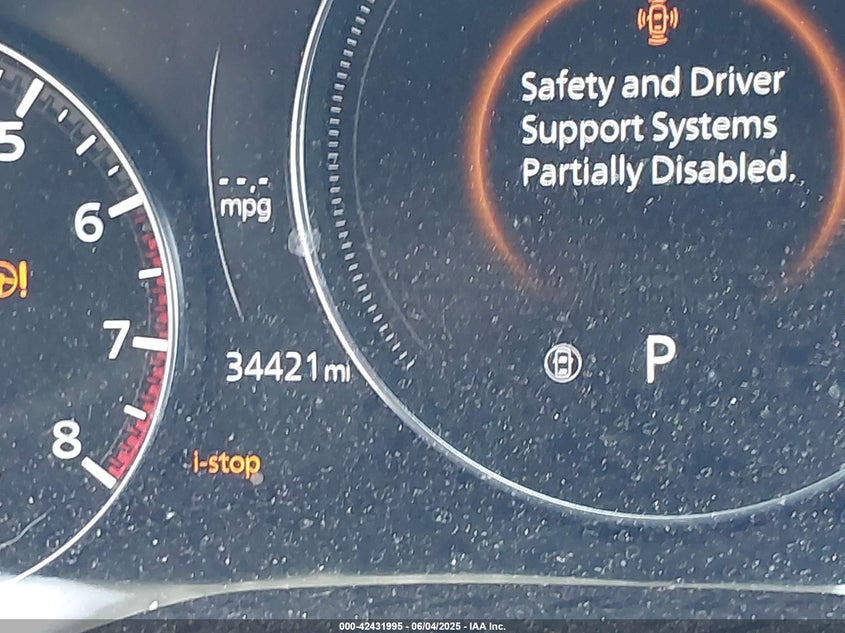 5
6
7
8
--.-
mpg
34421 mi
i-stop
Safety and Driver
Support Systems
Partially Disabled.
P
000-42431995 - 06/04/2025 - IAA Inc.